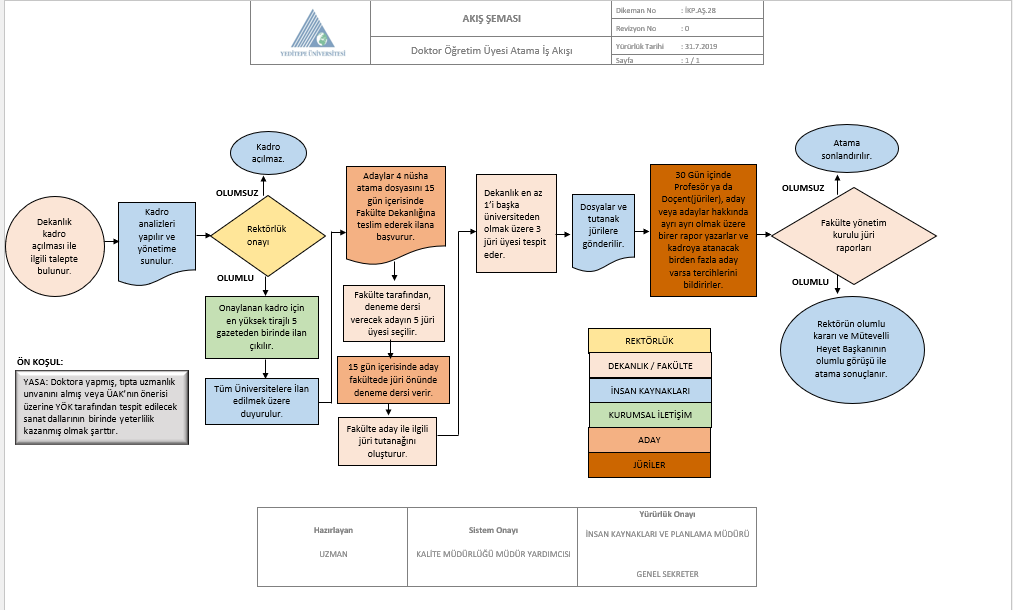 YEDİTEPE ÜNİVERSİTESİ
AKIŞ ŞEMASI
Doktor Öğretim Üyesi Atama İş Akışı
Dikeman No : İKP.AŞ.28
Revizyon No : 0
Yürürlük Tarihi : 31.7.2019
Sayfa : 1 / 1
Dekanlık
kadro
açılması ile
ilgili talepte
bulunur.
Kadro
analizleri
yapılır ve
yönetime
sunulur.
Kadro
açılmaz.
OLUMSUZ
Rektörlük
onayı
OLUMLU
Onaylanan kadro için
en yüksek tirajlı 5
gazeteden birinde ilan
çıkılır.
Tüm Üniversitelere İlan
edilmek üzere
duyurulur.
Adaylar 4 nüsha
atama dosyasını 15
gün içerisinde
Fakülte Dekanlığına
teslim ederek ilana
başvurur.
Fakülte tarafından,
deneme dersi
verecek adayın 5 jüri
üyesi seçilir.
15 gün içerisinde aday
fakültede jüri önünde
deneme dersi verir.
Fakülte aday ile ilgili
jüri tutanağını
oluşturur.
Dekanlık en az
1'i başka
üniversiteden
olmak üzere 3
jüri üyesi tespit
eder.
Dosyalar ve
tutanak
jürilere
gönderilir.
30 Gün içinde
Profesör ya da
Doçent(jüriler), aday
veya adaylar hakkında
ayrı ayrı olmak üzere
birer rapor yazarlar ve
kadroya atanacak
birden fazla aday
varsa tercihlerini
bildirirler.
Atama
sonlandırılır.
OLUMSUZ
Fakülte yönetim
kurulu jüri
raporları
OLUMLU
Rektörün olumlu
kararı ve Mütevelli
Heyet Başkanının
olumlu görüşü ile
atama sonuçlanır.
ÖN KOŞUL:
YASA: Doktora yapmış, tıpta uzmanlık
unvanını almış veya ÜAK'nın önerisi
üzerine YÖK tarafından tespit edilecek
sanat dallarının birinde yeterlilik
kazanmış olmak şarttır.
REKTÖRLÜK
DEKANLIK / FAKÜLTE
İNSAN KAYNAKLARI
KURUMSAL İLETİŞİM
ADAY
JÜRİLER
Hazırlayan
UZMAN
Sistem Onayı
KALİTE MÜDÜRLÜĞÜ MÜDÜR YARDIMCISI
Yürürlük Onayı
İNSAN KAYNAKLARI VE PLANLAMA MÜDÜRÜ
GENEL SEKRETER